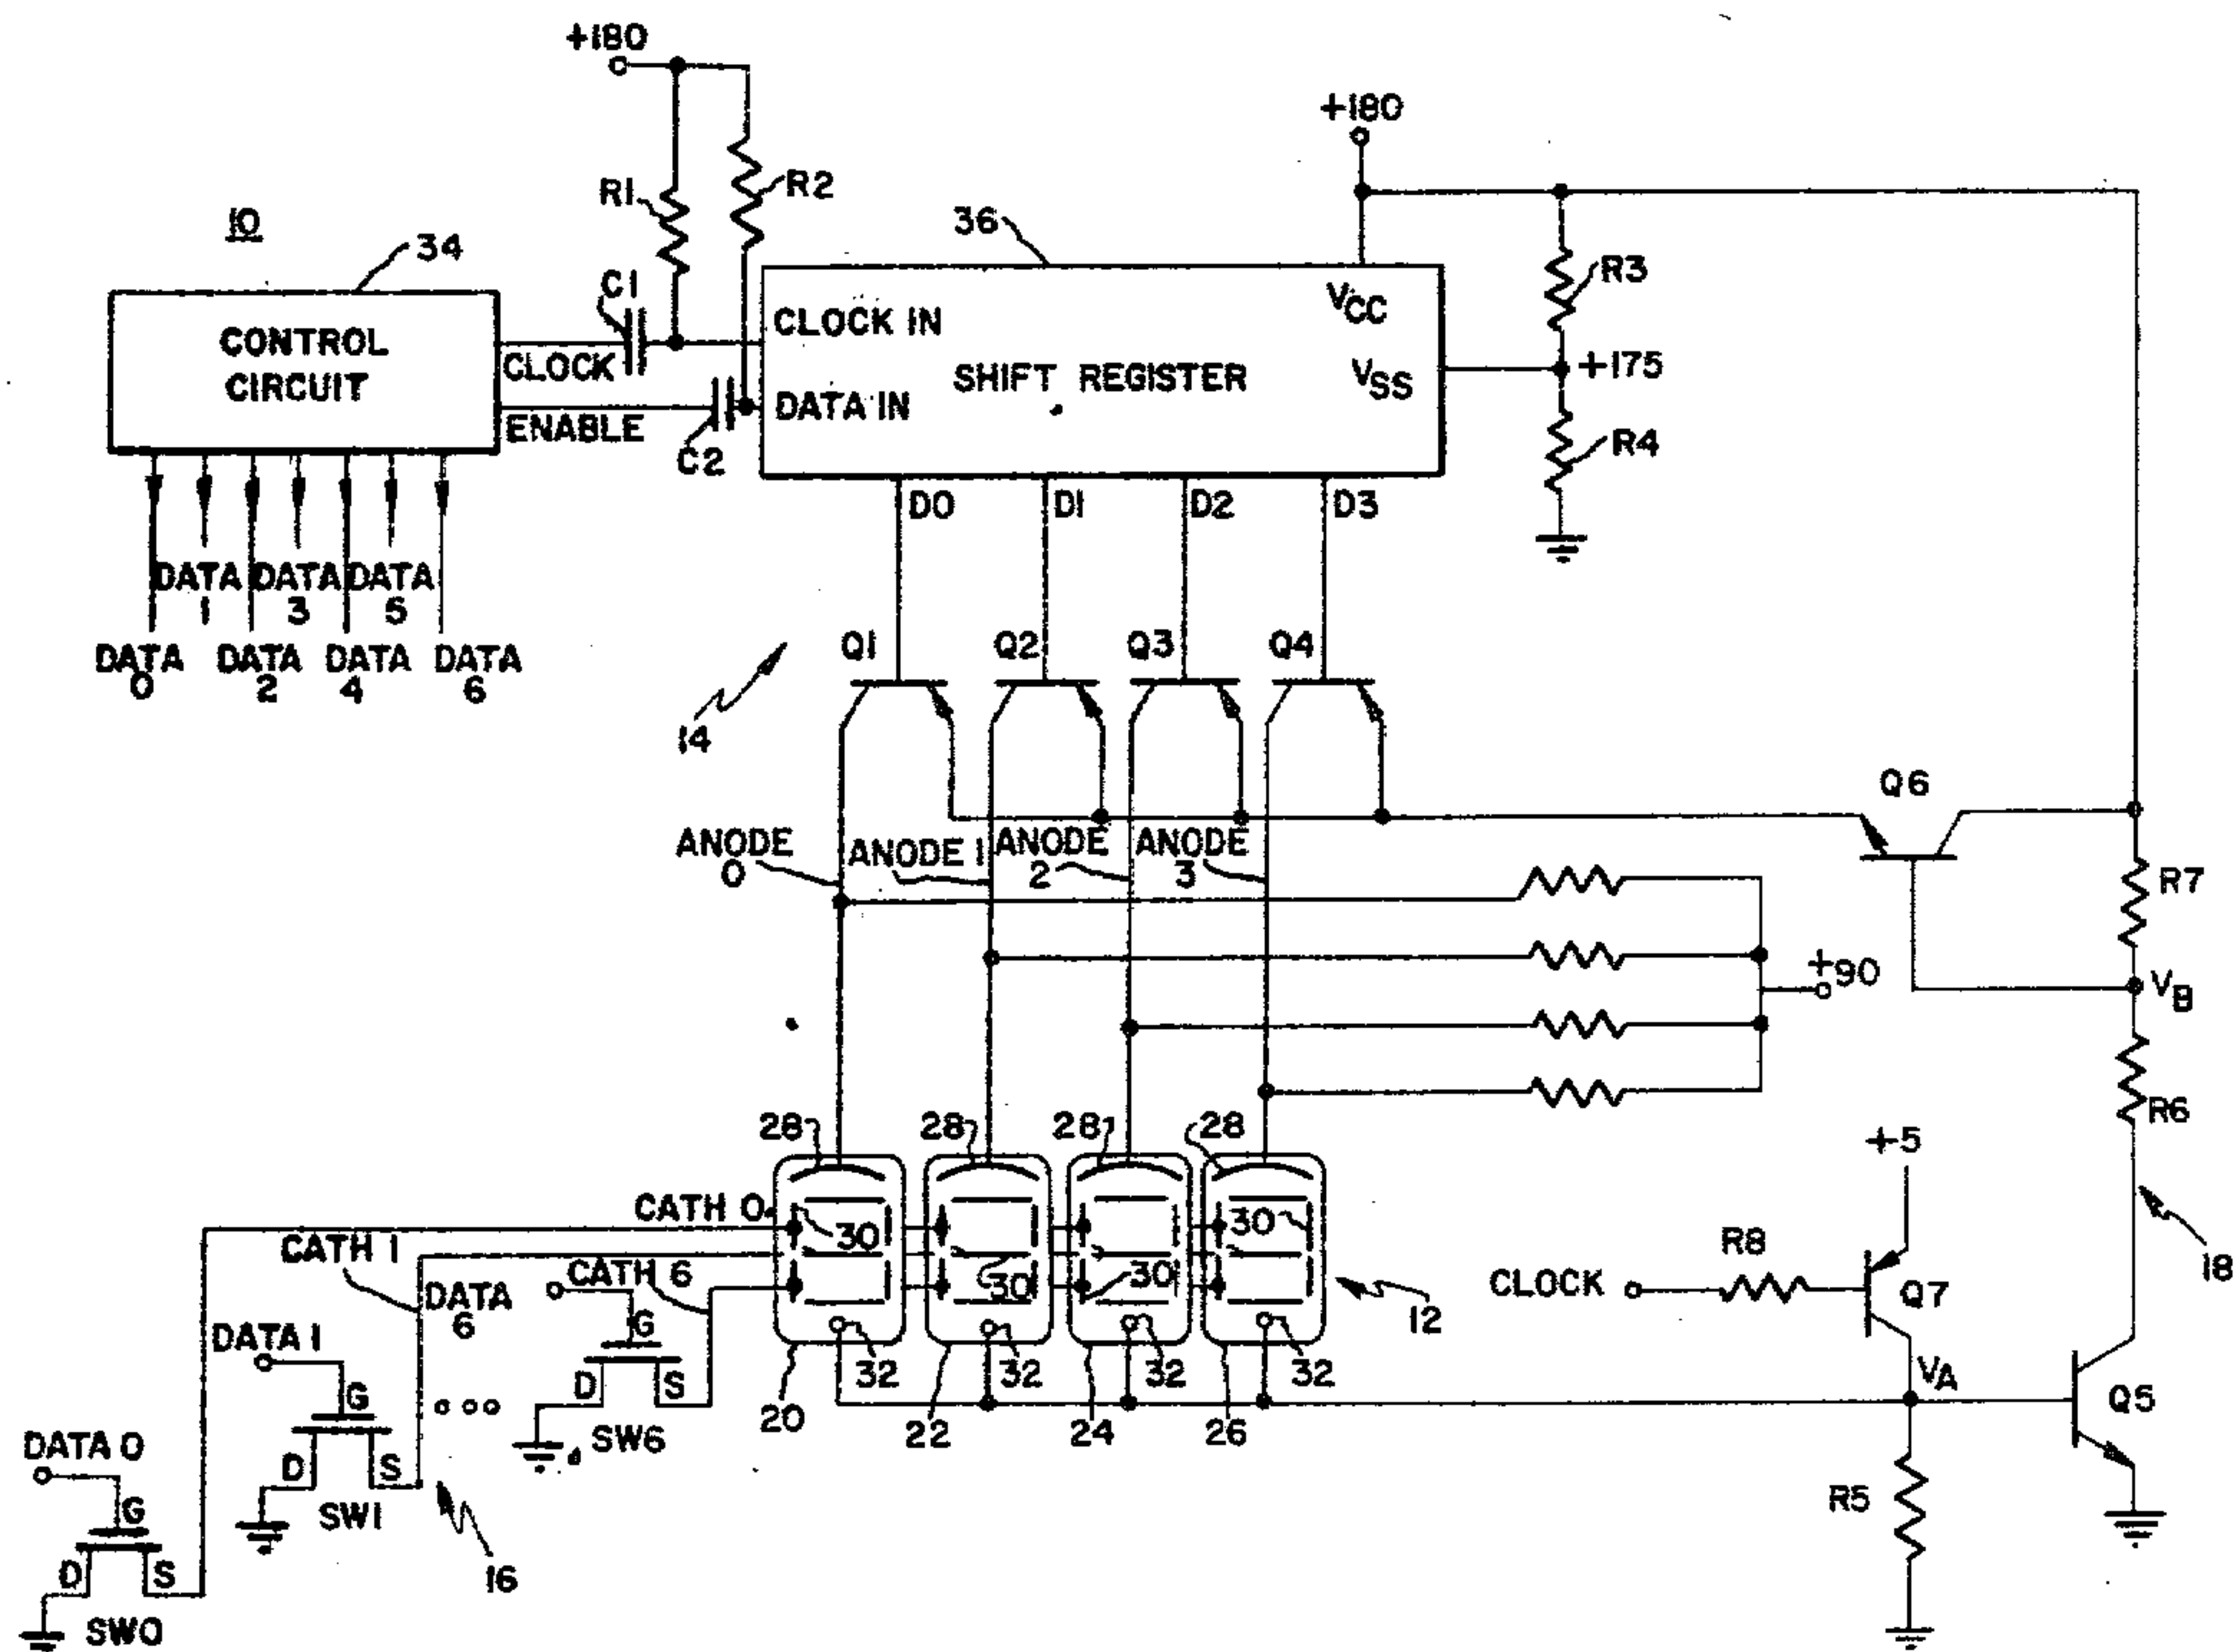 +180
+180
R1
R2
10
34
36
R3
C1
CONTROL
CIRCUIT
CLOCK
CLOCK IN
VCC
SHIFT REGISTER
VSS
+175
ENABLE
DATA IN
C2
R4
D0
D1
D2
D3
DATA
1
DATA
3
DATA
5
DATA
0
DATA
2
DATA
4
DATA
6
Q1
Q2
Q3
Q4
14
Q6
ANODE
0
ANODE 1
ANODE
2
ANODE
3
R7
+90
VB
R6
28
28
28
28
+5
CATH 0
30
30
R8
CATH 1
CATH 6
30
30
CLOCK
Q7
18
DATA
6
12
DATA 1
G
D
S
32
32
32
32
VA
G
20
22
24
26
Q5
SW6
DATA 0
D
S
SW1
G
R5
16
D
S
SW0